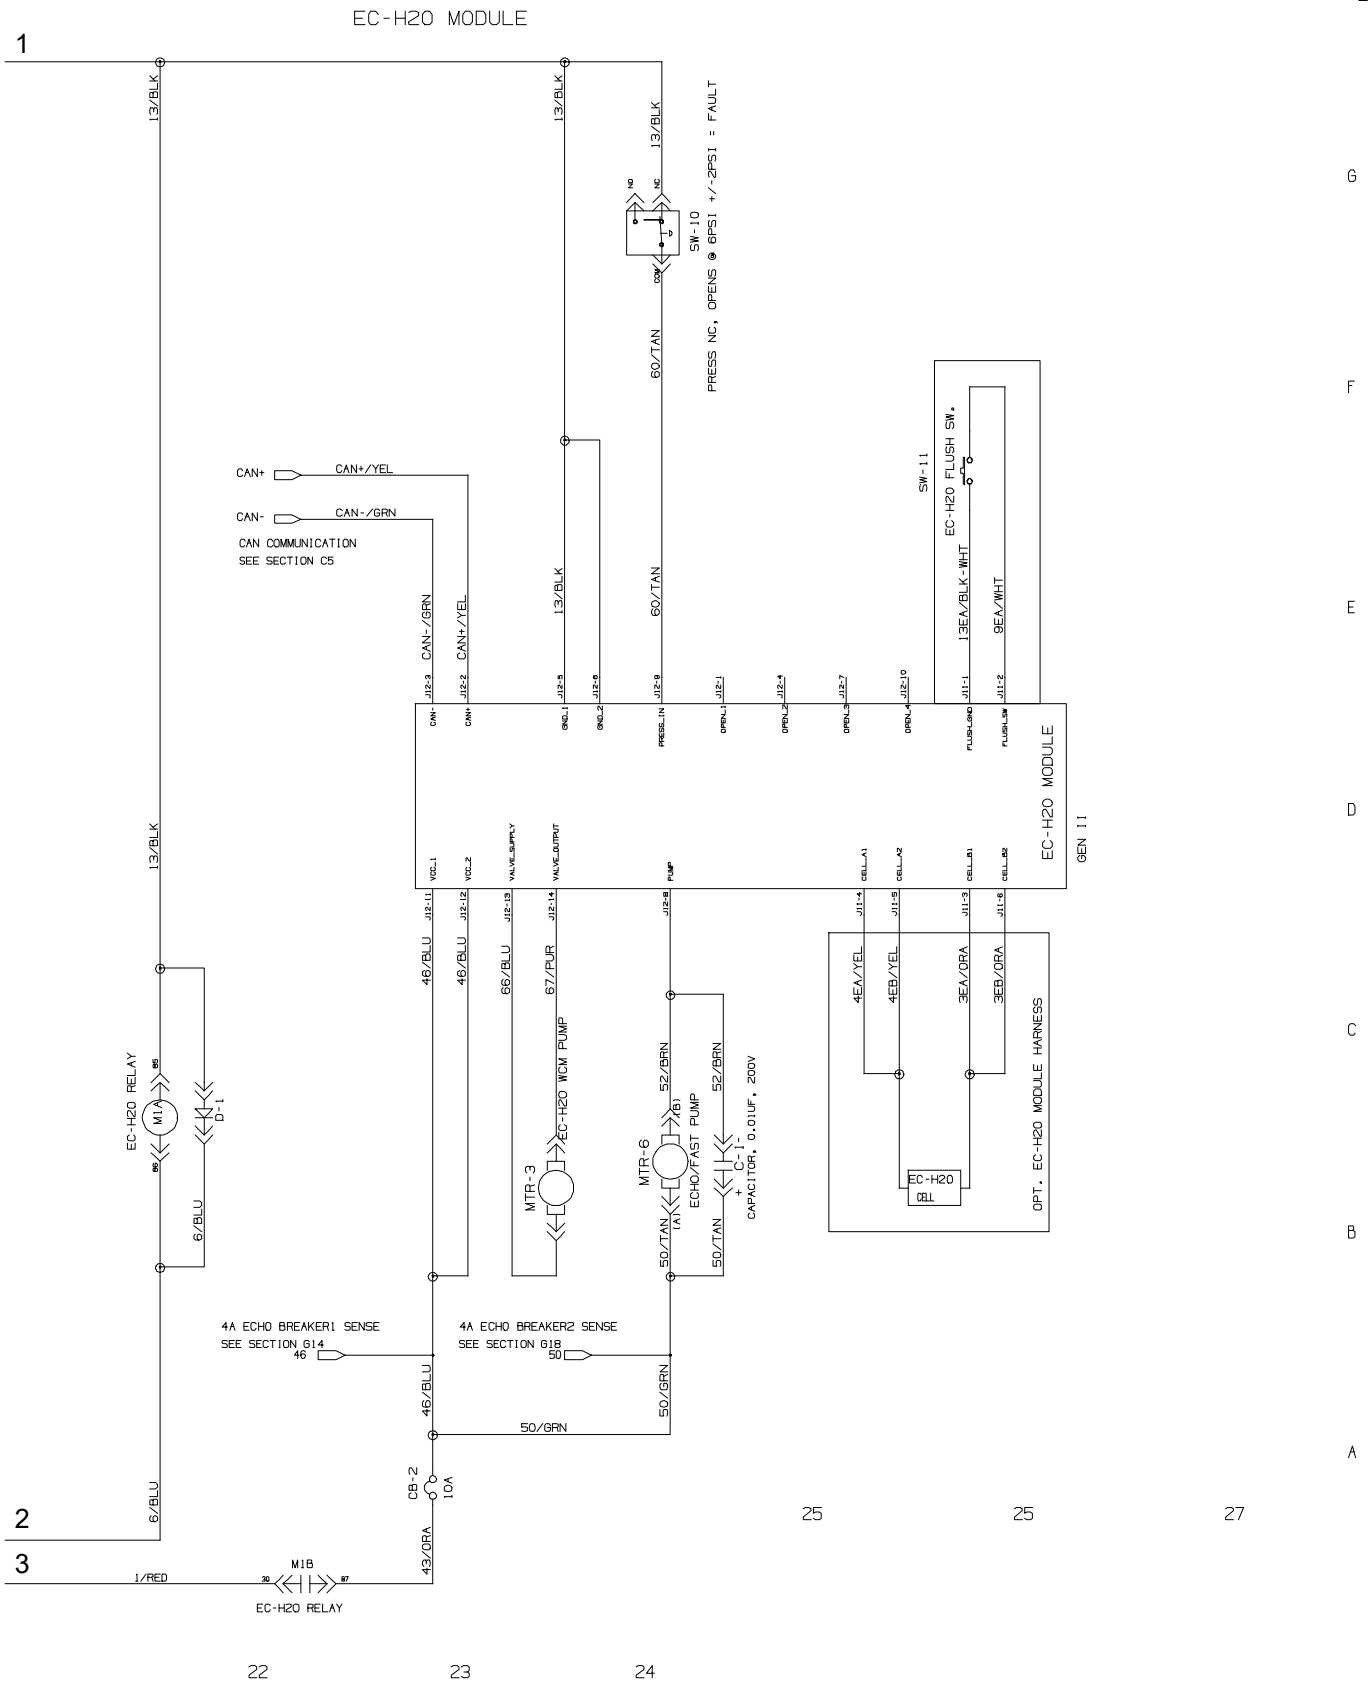 EC-H2O MODULE
1
13/BLK
13/BLK
13/BLK
NO
NC
SW-10
PRESS NC, OPENS @ 6PSI +/-2PSI = FAULT
COM
G
60/TAN
F
SW-11
EC-H2O FLUSH SW.
CAN+
CAN+/YEL
CAN-
CAN-/GRN
CAN COMMUNICATION
SEE SECTION C5
CAN-/GRN
CAN+/YEL
13/BLK
60/TAN
13EA/BLK-WHT
9EA/WHT
E
J12-3
J12-2
J12-5
J12-6
J12-9
J12-1
J12-4
J12-7
J12-10
J11-1
J11-2
CAN-
CAN+
GND_1
GND_2
PRESS_IN
OPEN_1
OPEN_2
OPEN_3
OPEN_4
FLUSH_GND
FLUSH_SW
EC-H2O MODULE
GEN II
D
13/BLK
VCC_1
VCC_2
VALVE_SUPPLY
VALVE_OUTPUT
PUMP
CELL_A1
CELL_A2
CELL_B1
CELL_B2
J12-11
J12-12
J12-13
J12-14
J12-8
J11-4
J11-5
J11-3
J11-6
46/BLU
46/BLU
66/BLU
67/PUR
4EA/YEL
4EB/YEL
3EA/ORA
3EB/ORA
C
EC-H2O RELAY
85
M1A
86
D-1
EC-H2O WCM PUMP
MTR-3
52/BRN
52/BRN
(B)
MTR-6
ECHO/FAST PUMP
(A)
C-1
-
+
CAPACITOR, 0.01UF, 200V
OPT. EC-H2O MODULE HARNESS
EC-H2O
CELL
6/BLU
50/TAN
50/TAN
B
4A ECHO BREAKER1 SENSE
SEE SECTION G14
46
4A ECHO BREAKER2 SENSE
SEE SECTION G18
50
46/BLU
50/GRN
50/GRN
A
CB-2
10A
6/BLU
43/ORA
25
25
27
2
3
1/RED
30
M1B
87
EC-H2O RELAY
22
23
24